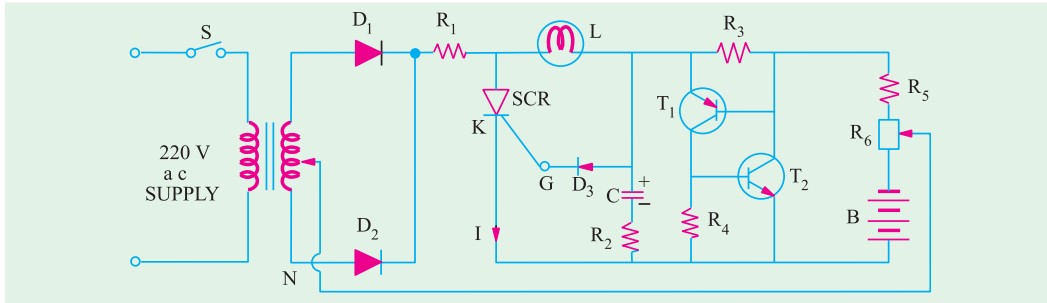 S
D₁
R₁
L
R₃
SCR
K
T₁
R₅
R₆
220 V
a c
SUPPLY
G
D₃
C
+
–
T₂
B
D₂
N
I
R₂
R₄